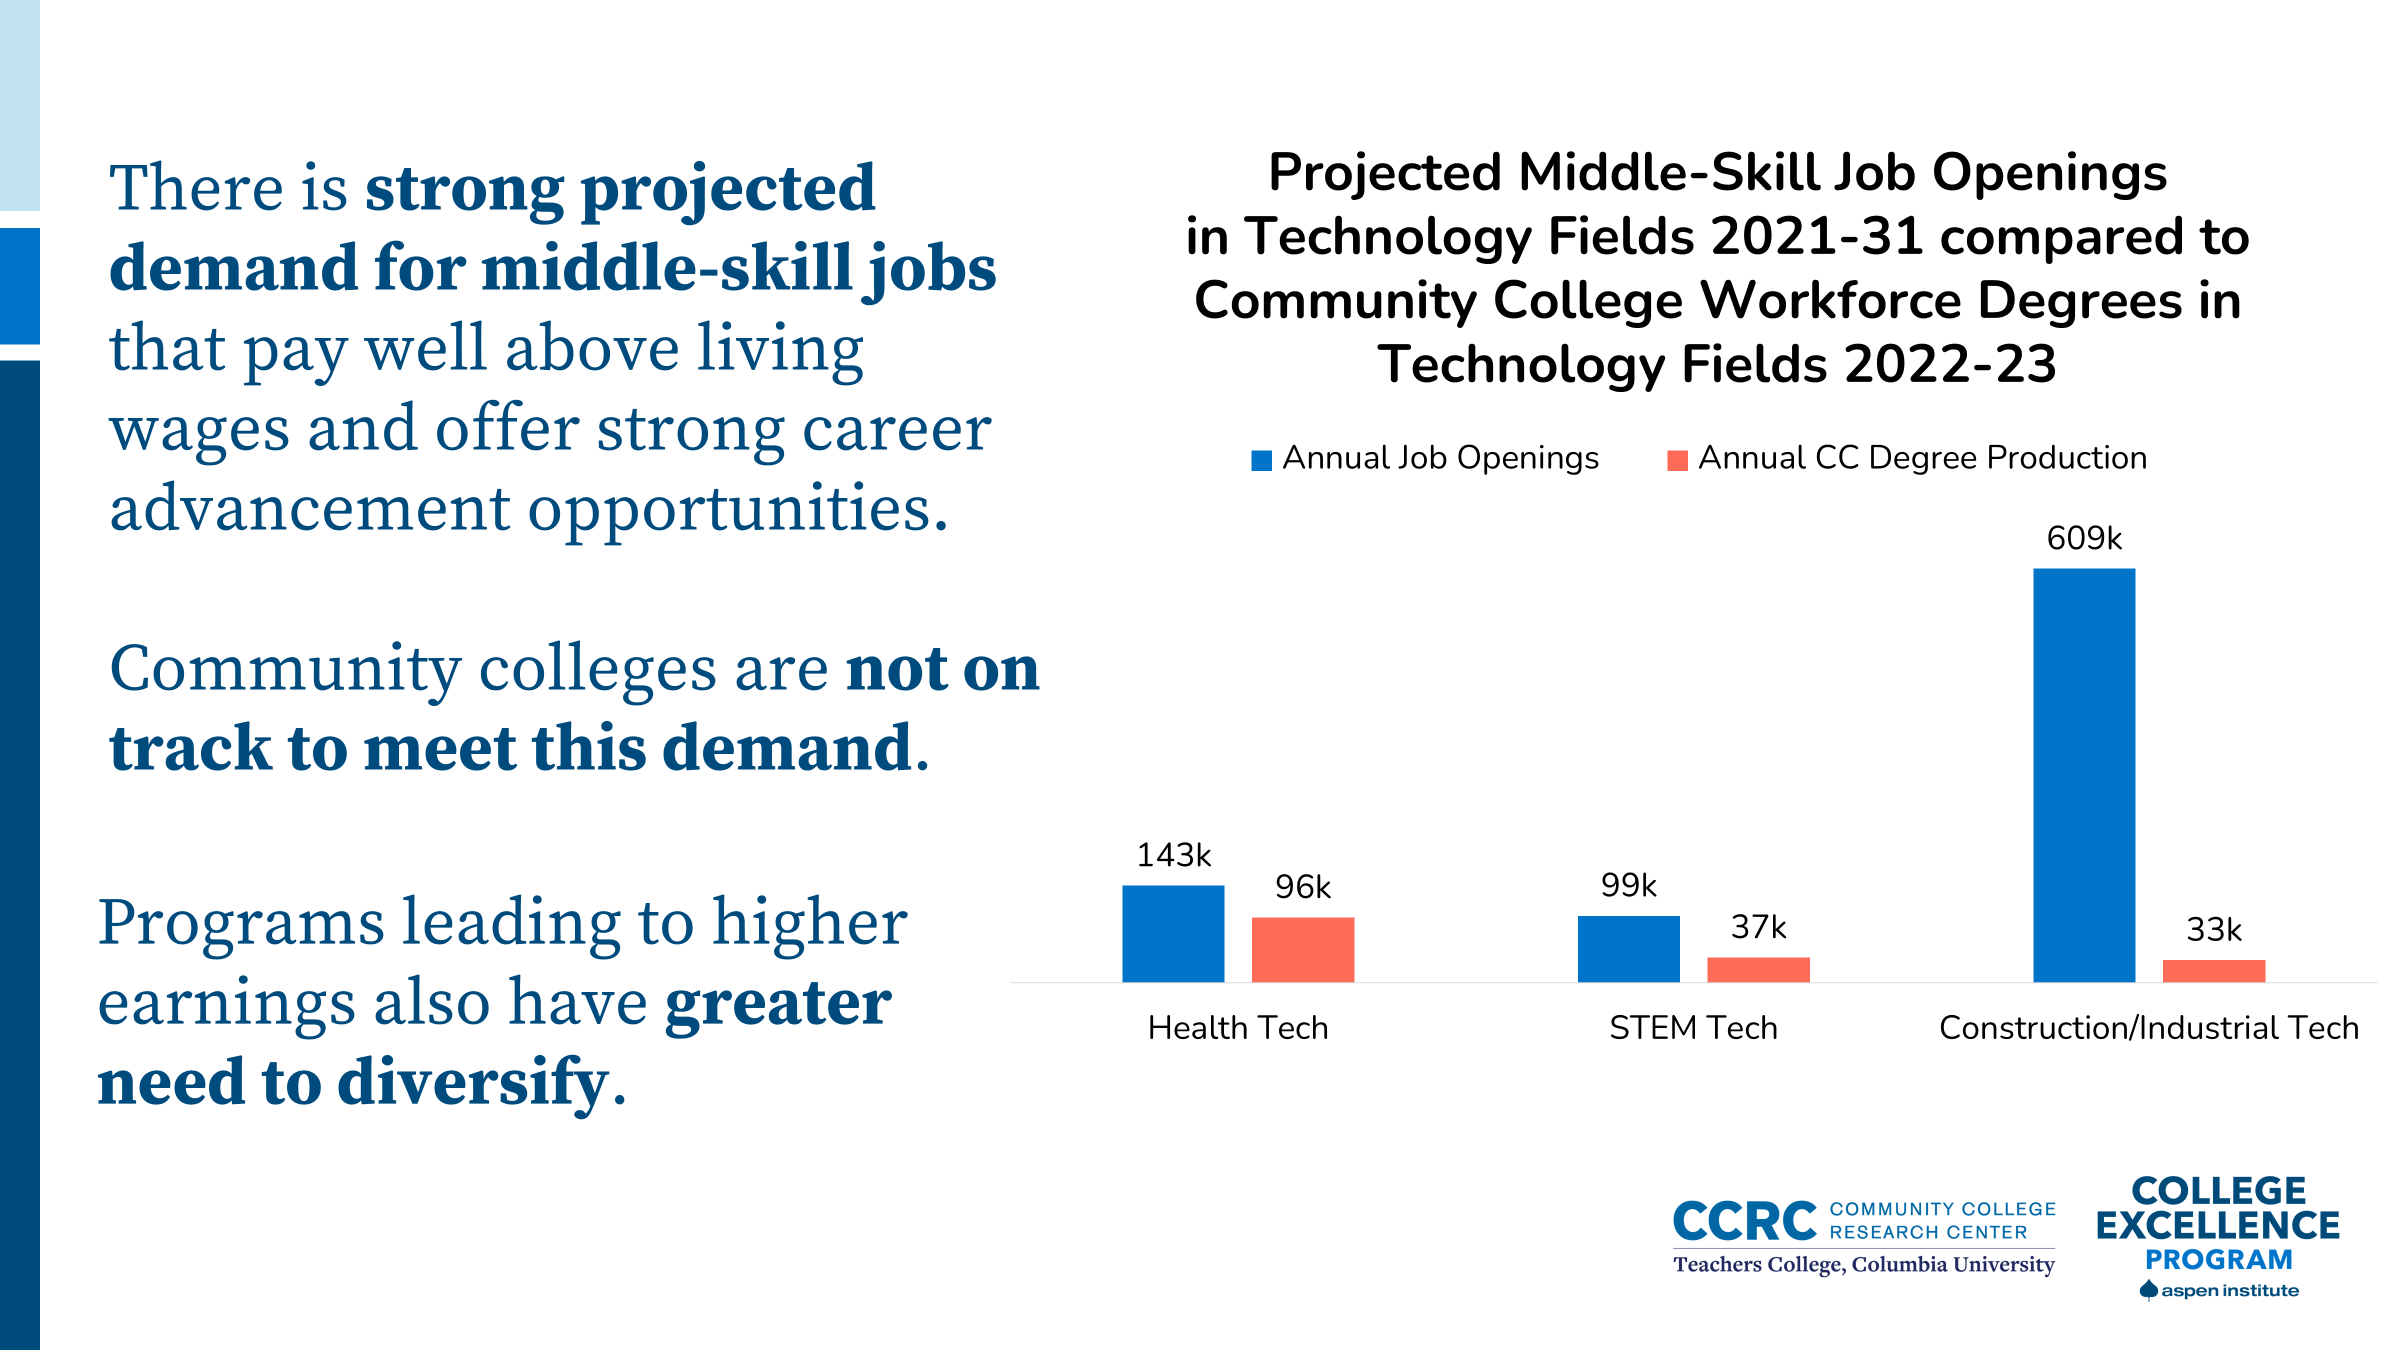 There is strong projected
demand for middle-skill jobs
that pay well above living
wages and offer strong career
advancement opportunities.
Community colleges are not on
track to meet this demand.
Programs leading to higher
earnings also have greater
need to diversify.
Projected Middle-Skill Job Openings
in Technology Fields 2021-31 compared to
Community College Workforce Degrees in
Technology Fields 2022-23
Annual Job Openings Annual CC Degree Production
609k
143k
96k
99k
37k
33k
Health Tech STEM Tech Construction/Industrial Tech
CCRC COMMUNITY COLLEGE
RESEARCH CENTER
Teachers College, Columbia University
COLLEGE
EXCELLENCE
PROGRAM
aspen institute